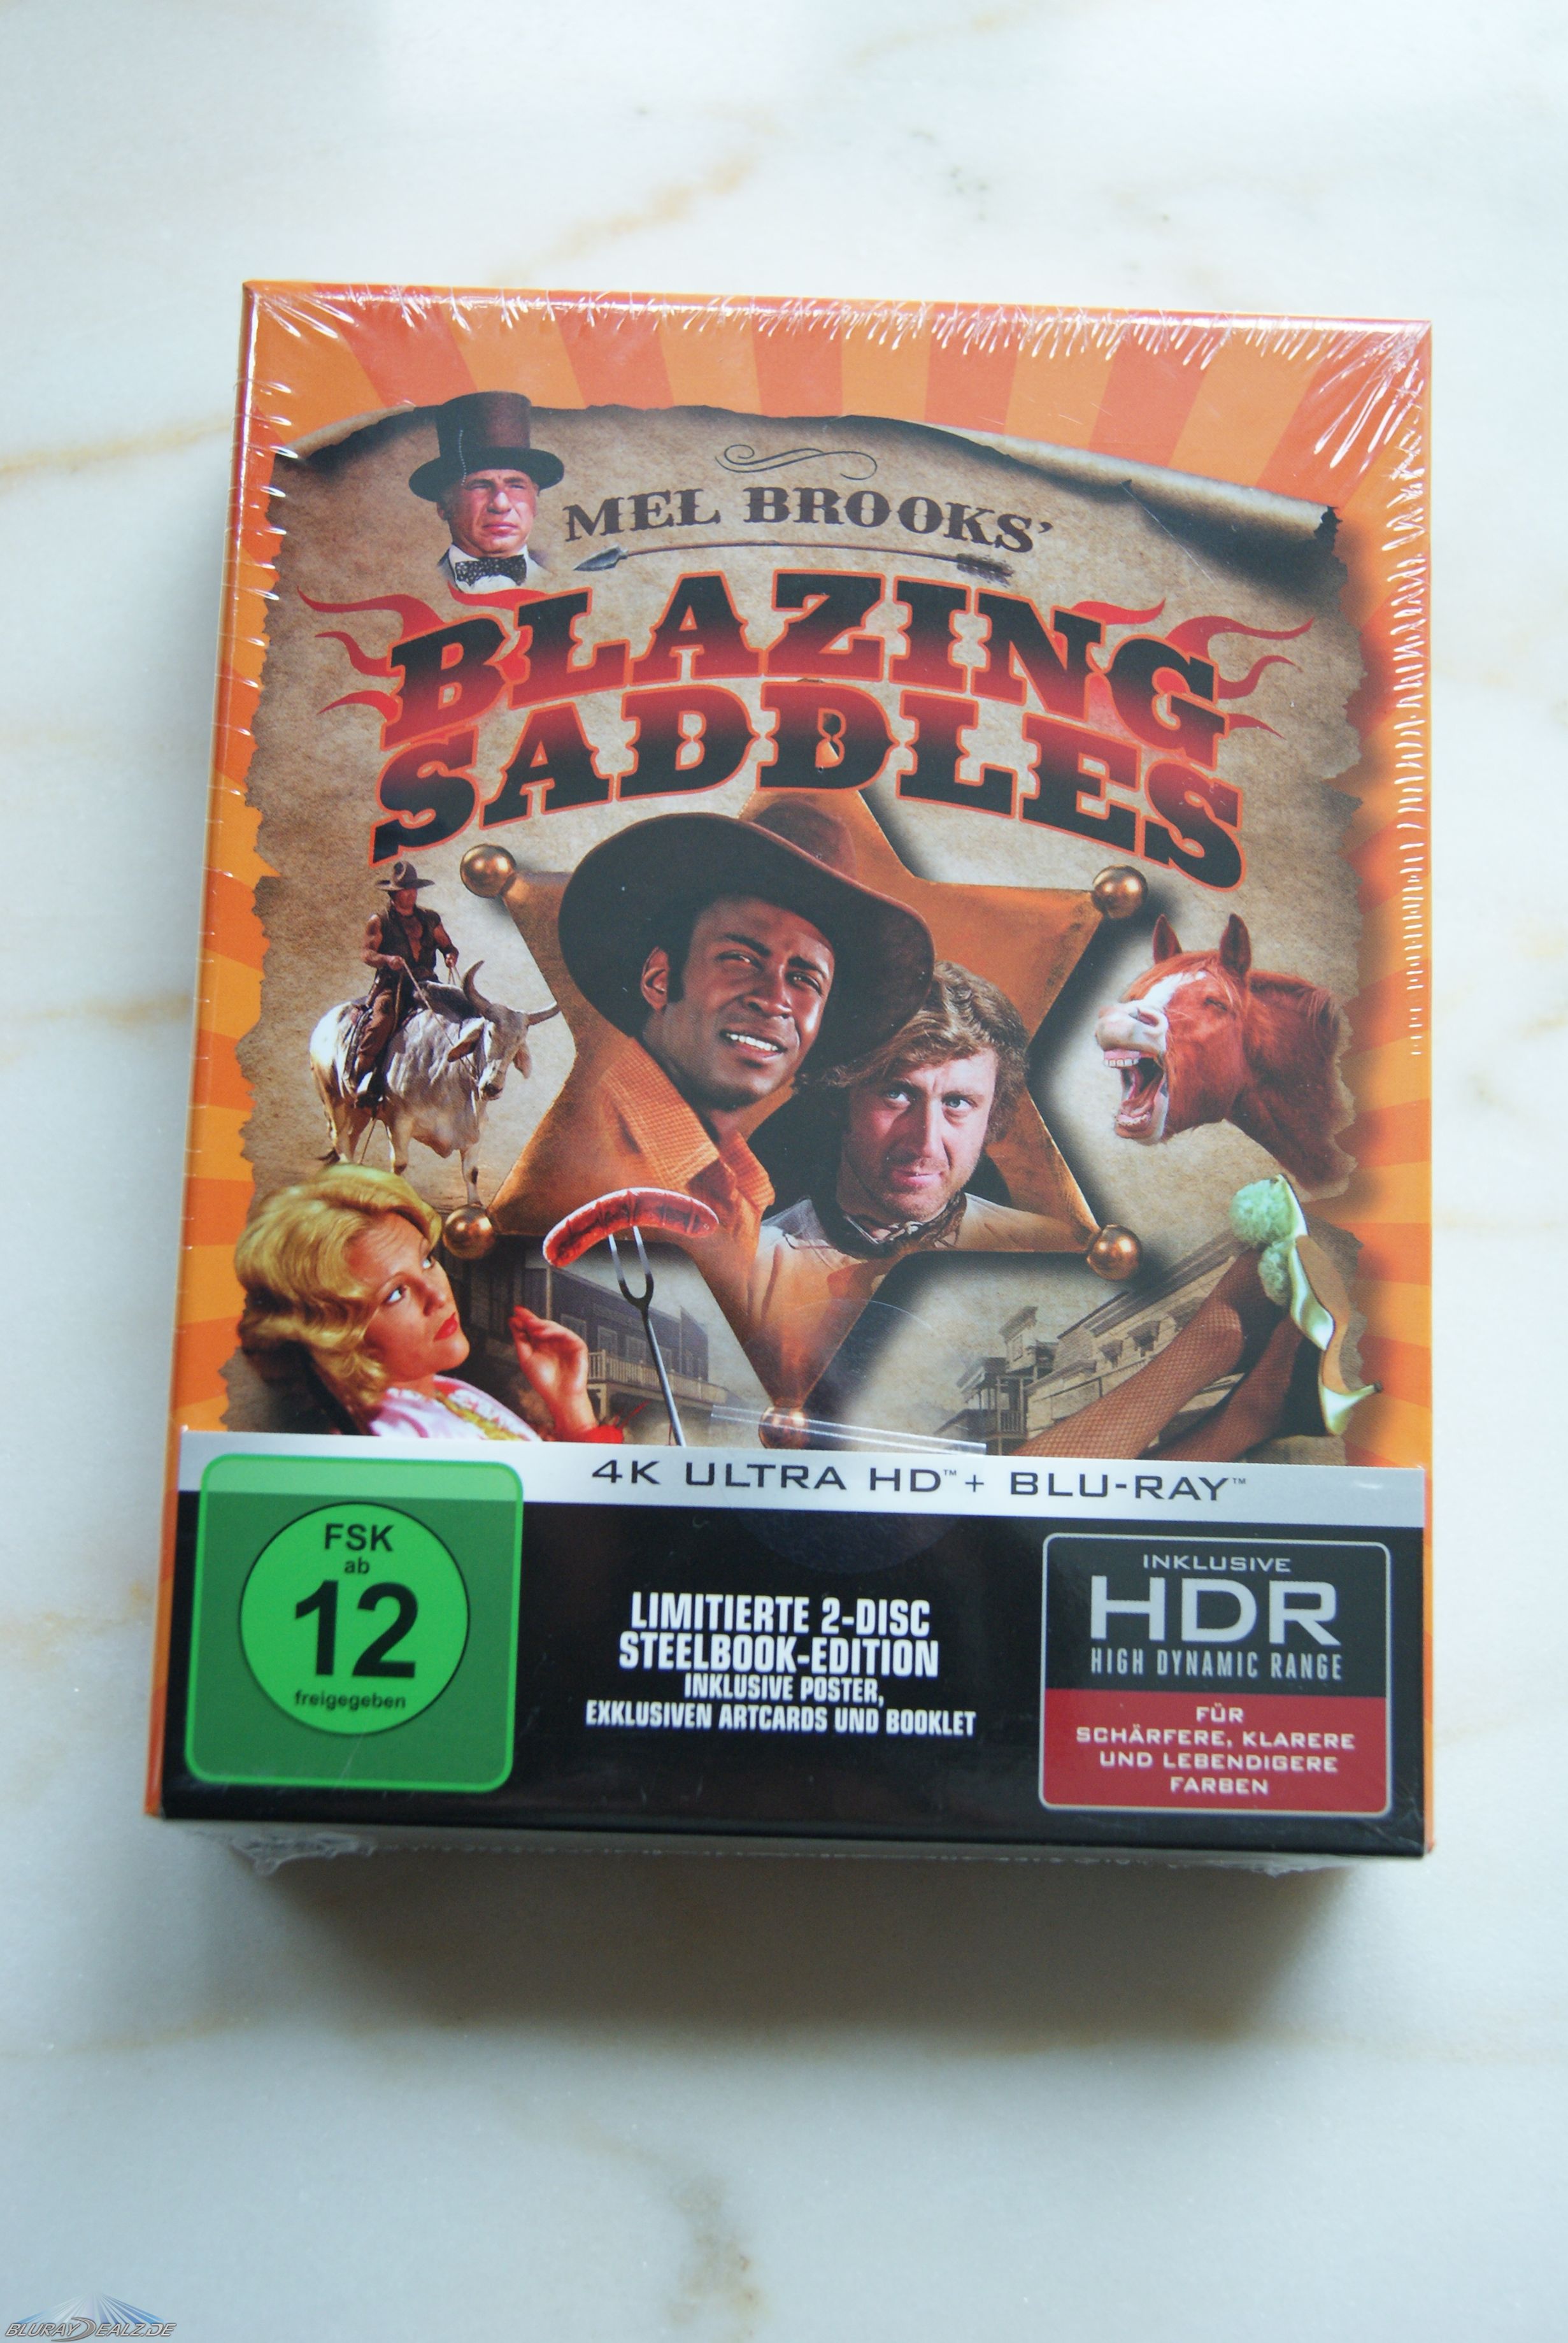 MEL BROOKS'
BLAZING
SADDLES
4K ULTRA HD™ + BLU-RAY™
FSK
ab
12
freigegeben
LIMITIERTE 2-DISC
STEELBOOK-EDITION
INKLUSIVE POSTER,
EXKLUSIVEN ARTCARDS UND BOOKLET
INKLUSIVE
HDR
HIGH DYNAMIC RANGE
FÜR
SCHÄRFERE, KLARERE
UND LEBENDIGERE
FARBEN
BLURAYDEALZ.DE